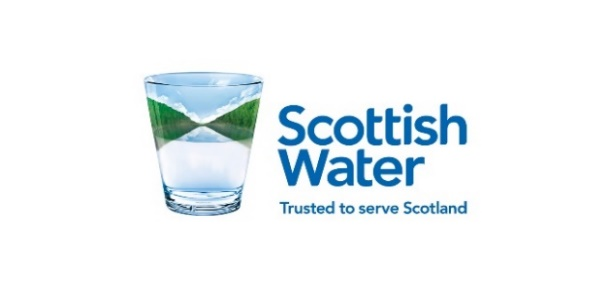 Scottish
Water
Trusted to serve Scotland